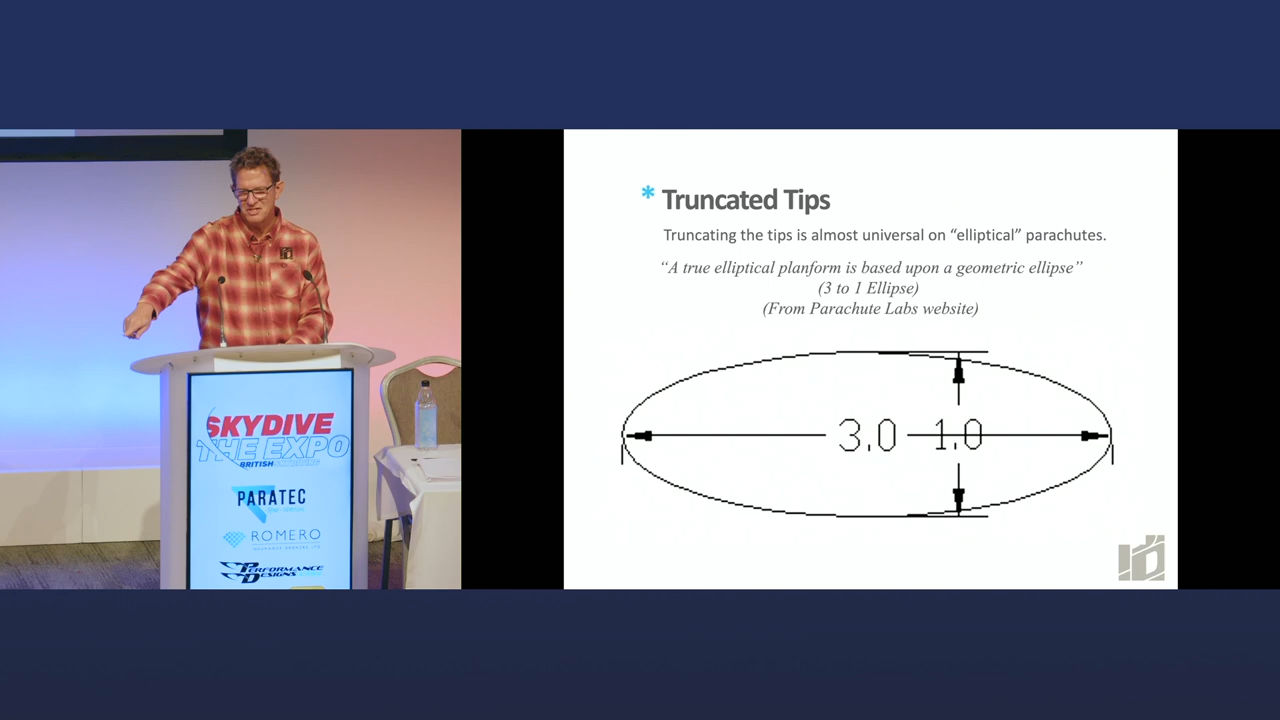 SKYDIVE
THE EXPO
BRITISH
PARATEC
ROMERO
PERFORMANCE
DESIGNS
* Truncated Tips
Truncating the tips is almost universal on “elliptical” parachutes.
“A true elliptical planform is based upon a geometric ellipse”
(3 to 1 Ellipse)
(From Parachute Labs website)
3.0 1.0